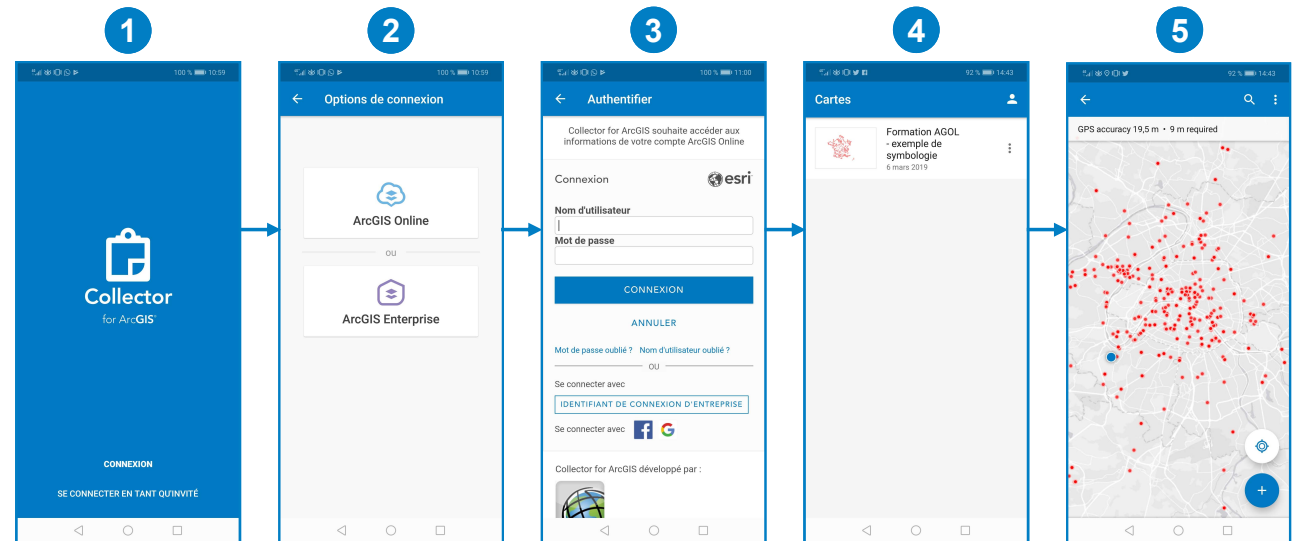 1
2
3
4
5
100 % 10:59
Collector
for ArcGIS
CONNEXION
SE CONNECTER EN TANT QU'INVITÉ
100 % 10:59
Options de connexion
ArcGIS Online
ou
ArcGIS Enterprise
100 % 11:00
Authentifier
Collector for ArcGIS souhaite accéder aux
informations de votre compte ArcGIS Online
Connexion
esri
Nom d'utilisateur
Mot de passe
CONNEXION
ANNULER
Mot de passe oublié ? Nom d'utilisateur oublié ?
OU
Se connecter avec
IDENTIFIANT DE CONNEXION D'ENTREPRISE
Se connecter avec
Collector for ArcGIS développé par :
92 % 14:43
Cartes
Formation AGOL
- exemple de
symbologie
6 mars 2019
92 % 14:43
GPS accuracy 19,5 m • 9 m required